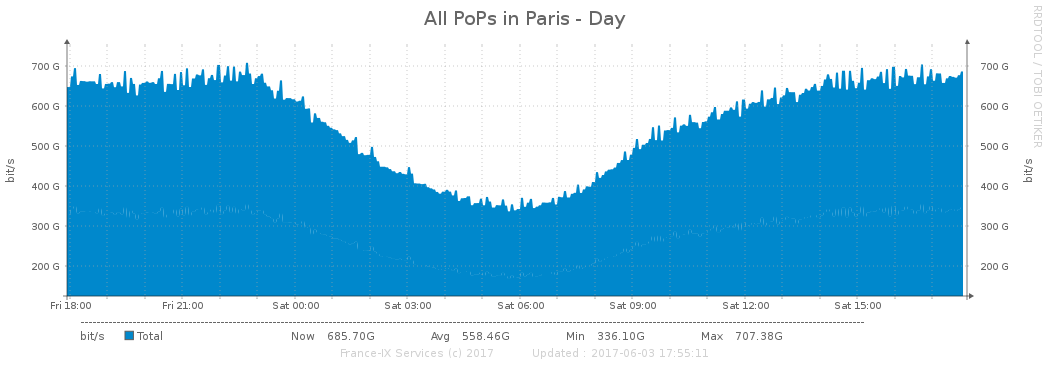 All PoPs in Paris - Day
RRDTOOL / TOBI OETIKER
bit/s
700 G
600 G
500 G
400 G
300 G
200 G
700 G
600 G
500 G
400 G
300 G
200 G
bit/s
Fri 18:00 Fri 21:00 Sat 00:00 Sat 03:00 Sat 06:00 Sat 09:00 Sat 12:00 Sat 15:00
bit/s Total Now 685.70G Avg 558.46G Min 336.10G Max 707.38G
France-IX Services (c) 2017 Updated : 2017-06-03 17:55:11